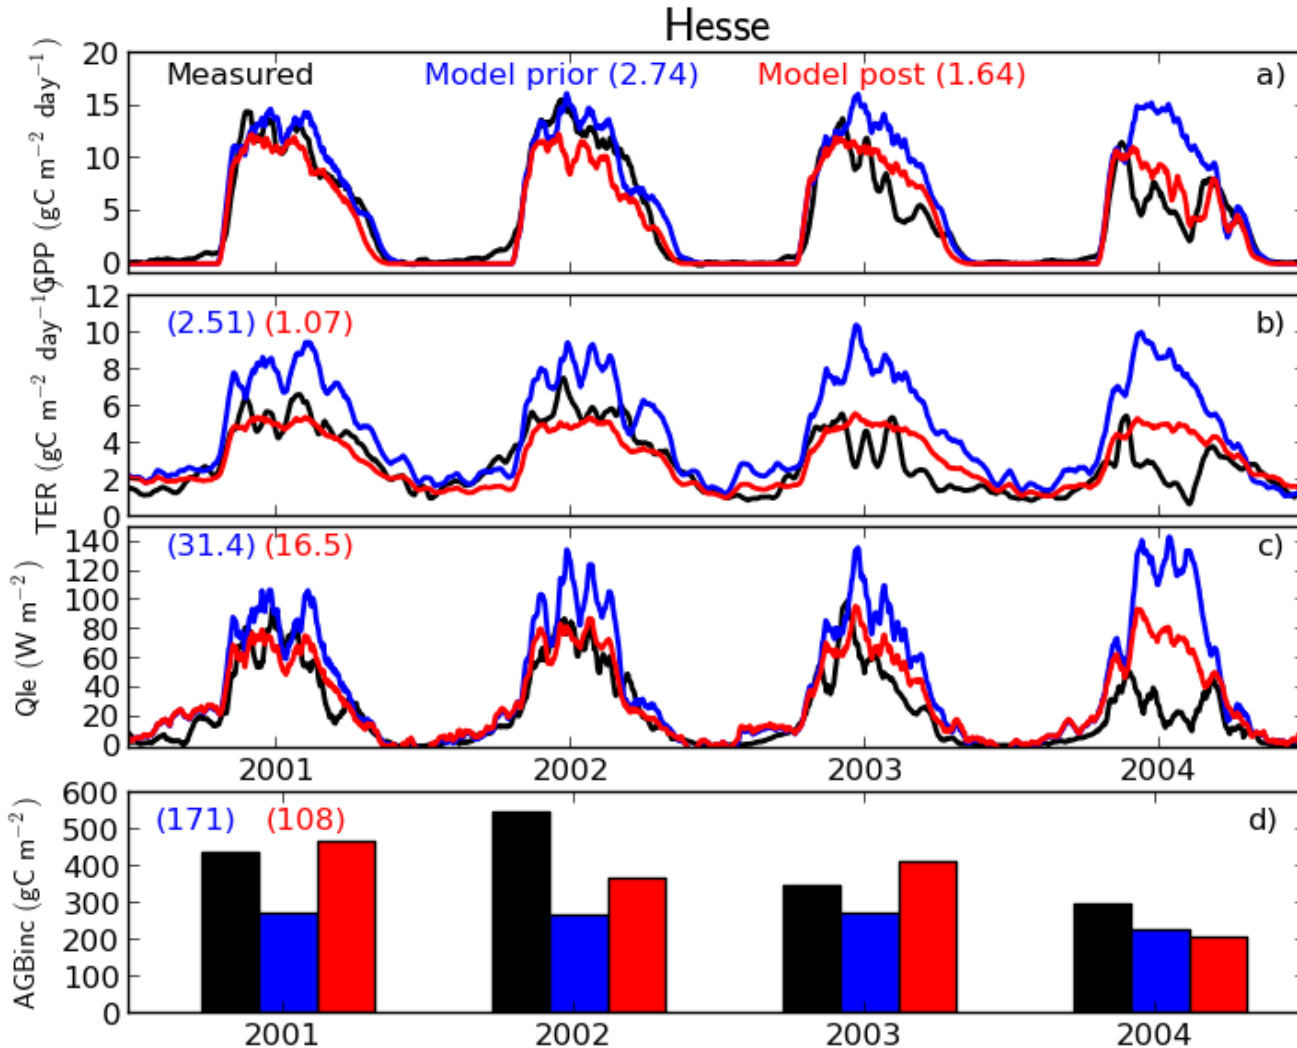 Hesse
Measured Model prior (2.74) Model post (1.64) a)
GPP (gC m⁻² day⁻¹)
20
15
10
5
0
(2.51) (1.07) b)
TER (gC m⁻² day⁻¹)
12
10
8
6
4
2
0
(31.4) (16.5) c)
Qle (W m⁻²)
140
120
100
80
60
40
20
0
2001 2002 2003 2004
(171) (108) d)
AGBinc (gC m⁻²)
600
500
400
300
200
100
0
2001 2002 2003 2004